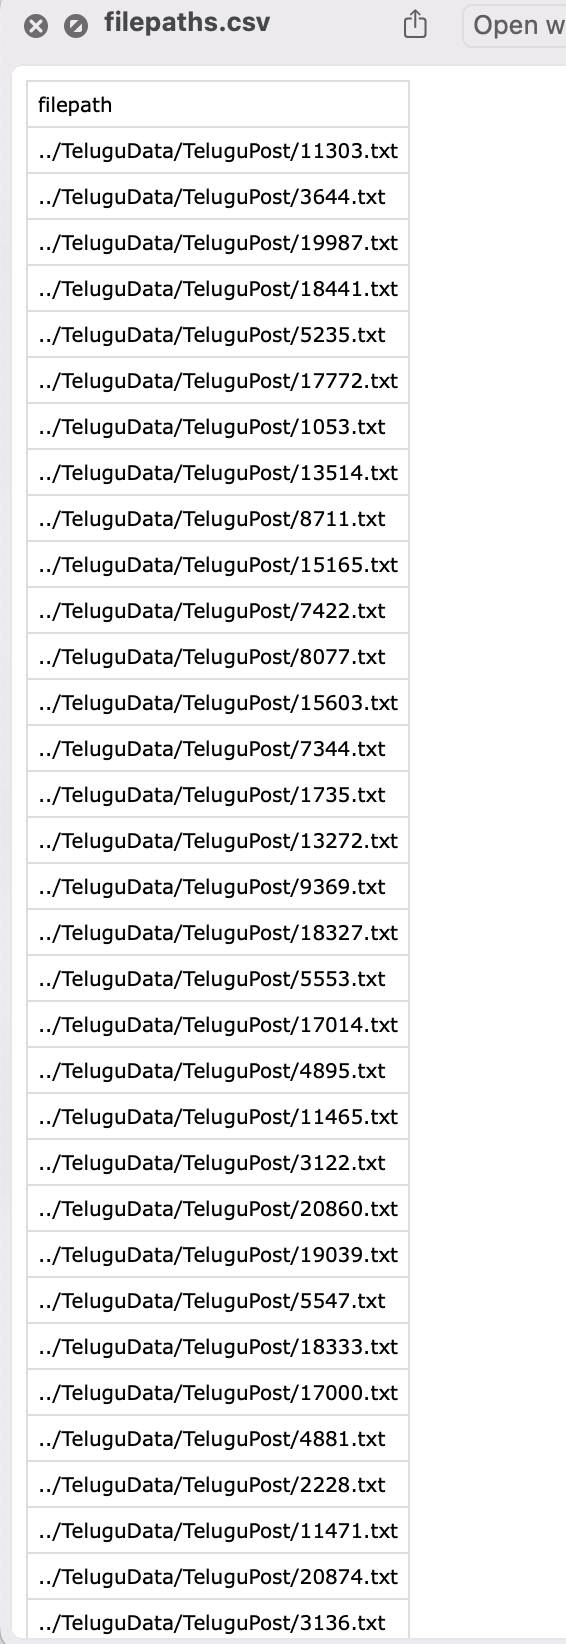 filepaths.csv
Open w
filepath
../TeluguData/TeluguPost/11303.txt
../TeluguData/TeluguPost/3644.txt
../TeluguData/TeluguPost/19987.txt
../TeluguData/TeluguPost/18441.txt
../TeluguData/TeluguPost/5235.txt
../TeluguData/TeluguPost/17772.txt
../TeluguData/TeluguPost/1053.txt
../TeluguData/TeluguPost/13514.txt
../TeluguData/TeluguPost/8711.txt
../TeluguData/TeluguPost/15165.txt
../TeluguData/TeluguPost/7422.txt
../TeluguData/TeluguPost/8077.txt
../TeluguData/TeluguPost/15603.txt
../TeluguData/TeluguPost/7344.txt
../TeluguData/TeluguPost/1735.txt
../TeluguData/TeluguPost/13272.txt
../TeluguData/TeluguPost/9369.txt
../TeluguData/TeluguPost/18327.txt
../TeluguData/TeluguPost/5553.txt
../TeluguData/TeluguPost/17014.txt
../TeluguData/TeluguPost/4895.txt
../TeluguData/TeluguPost/11465.txt
../TeluguData/TeluguPost/3122.txt
../TeluguData/TeluguPost/20860.txt
../TeluguData/TeluguPost/19039.txt
../TeluguData/TeluguPost/5547.txt
../TeluguData/TeluguPost/18333.txt
../TeluguData/TeluguPost/17000.txt
../TeluguData/TeluguPost/4881.txt
../TeluguData/TeluguPost/2228.txt
../TeluguData/TeluguPost/11471.txt
../TeluguData/TeluguPost/20874.txt
../TeluguData/TeluguPost/3136.txt